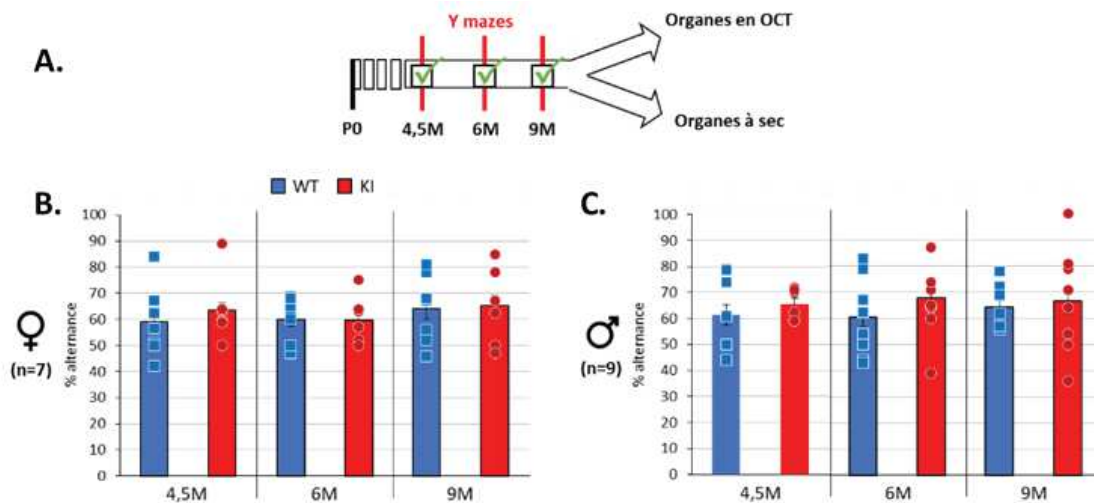 A.
Y mazes
Organes en OCT
P0 4,5M 6M 9M
Organes à sec
WT KI
B.
100
90
80
70
60
50
40
30
20
10
0
% alternance
(n=7)
4,5M 6M 9M
C.
100
90
80
70
60
50
40
30
20
10
0
% alternance
(n=9)
4,5M 6M 9M